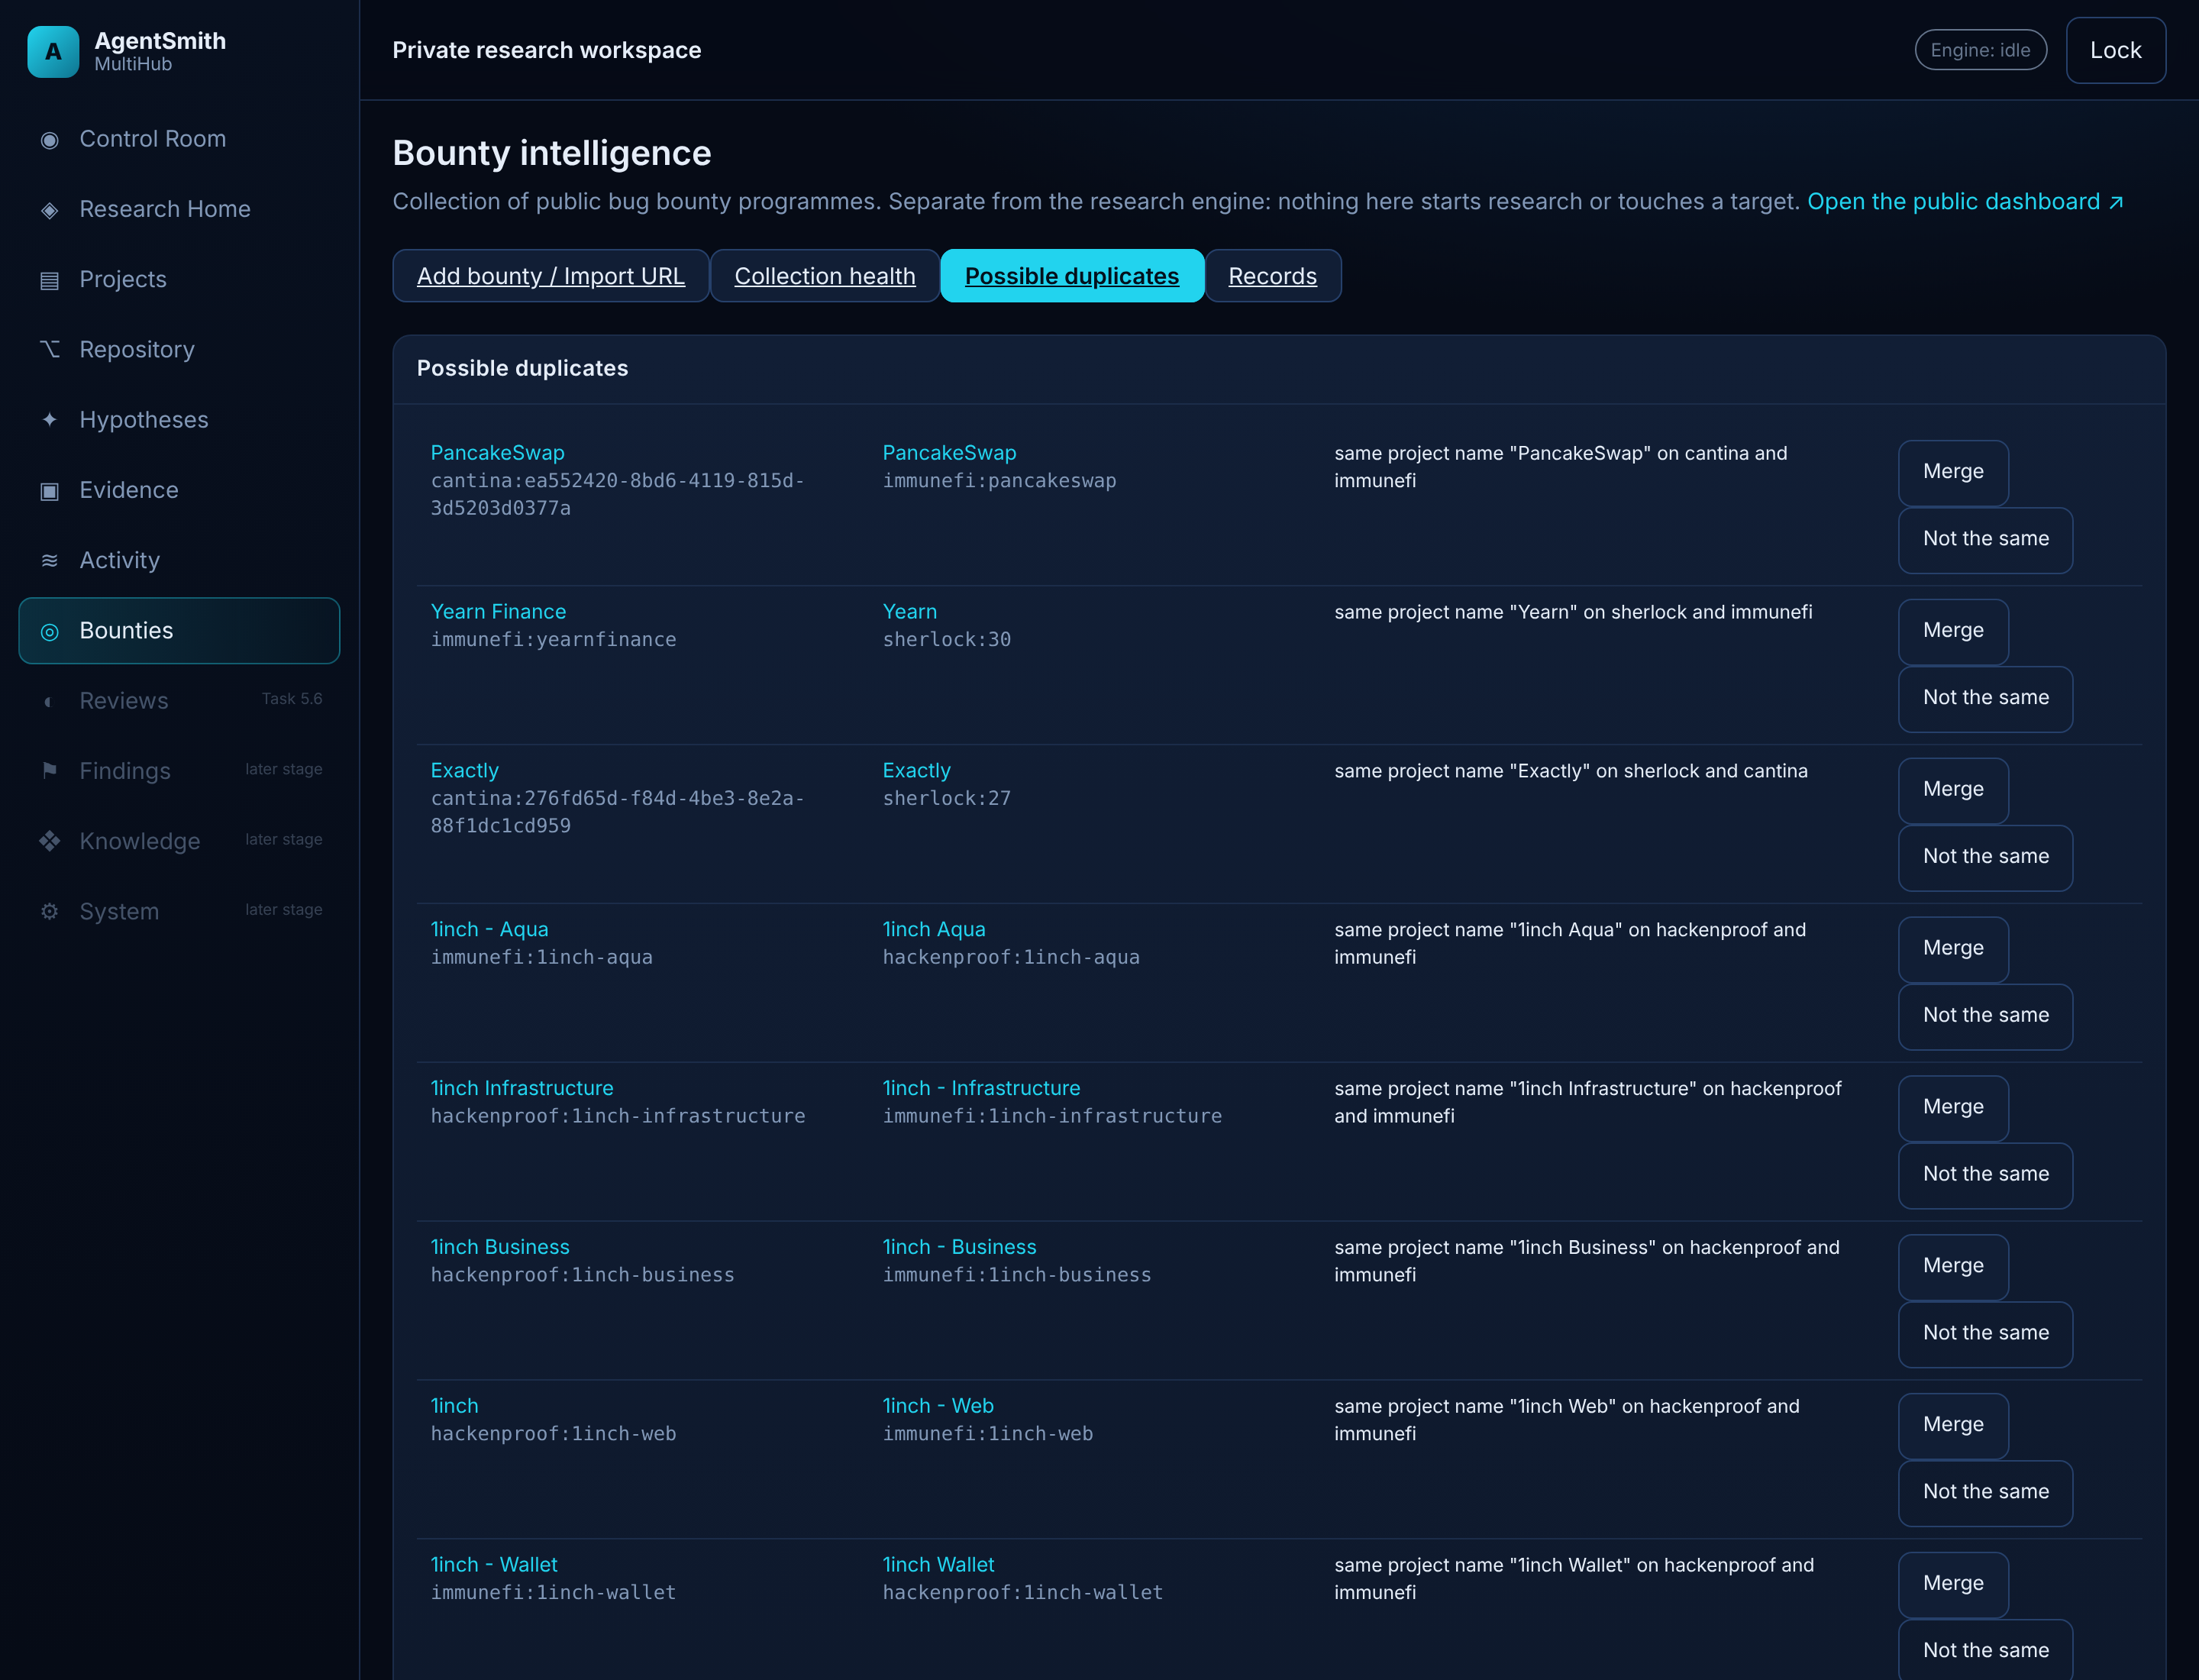 A
AgentSmith
MultiHub
Control Room
Research Home
Projects
Repository
Hypotheses
Evidence
Activity
Bounties
Reviews Task 5.6
Findings later stage
Knowledge later stage
System later stage
Private research workspace
Engine: idle
Lock
Bounty intelligence
Collection of public bug bounty programmes. Separate from the research engine: nothing here starts research or touches a target. Open the public dashboard ↗
Add bounty / Import URL
Collection health
Possible duplicates
Records
Possible duplicates
PancakeSwap
cantina:ea552420-8bd6-4119-815d-
3d5203d0377a
PancakeSwap
immunefi:pancakeswap
same project name "PancakeSwap" on cantina and
immunefi
Merge
Not the same
Yearn Finance
immunefi:yearnfinance
Yearn
sherlock:30
same project name "Yearn" on sherlock and immunefi
Merge
Not the same
Exactly
cantina:276fd65d-f84d-4be3-8e2a-
88f1dc1cd959
Exactly
sherlock:27
same project name "Exactly" on sherlock and cantina
Merge
Not the same
1inch - Aqua
immunefi:1inch-aqua
1inch Aqua
hackenproof:1inch-aqua
same project name "1inch Aqua" on hackenproof and
immunefi
Merge
Not the same
1inch Infrastructure
hackenproof:1inch-infrastructure
1inch - Infrastructure
immunefi:1inch-infrastructure
same project name "1inch Infrastructure" on hackenproof
and immunefi
Merge
Not the same
1inch Business
hackenproof:1inch-business
1inch - Business
immunefi:1inch-business
same project name "1inch Business" on hackenproof and
immunefi
Merge
Not the same
1inch
hackenproof:1inch-web
1inch - Web
immunefi:1inch-web
same project name "1inch Web" on hackenproof and
immunefi
Merge
Not the same
1inch - Wallet
immunefi:1inch-wallet
1inch Wallet
hackenproof:1inch-wallet
same project name "1inch Wallet" on hackenproof and
immunefi
Merge
Not the same